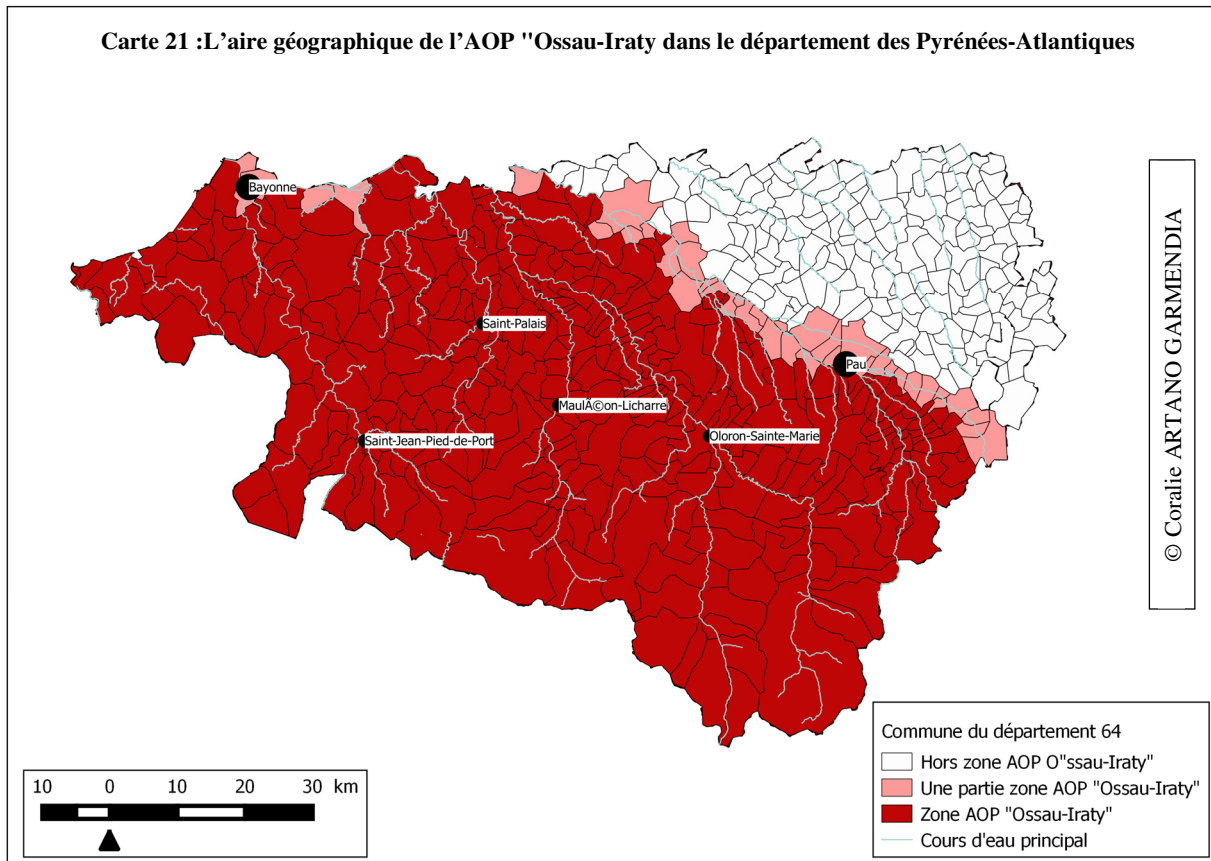 Carte 21 :L'aire géographique de l'AOP "Ossau-Iraty dans le département des Pyrénées-Atlantiques
Bayonne
Saint-Palais
Pau
MaulÃ©on-Licharre
Oloron-Sainte-Marie
Saint-Jean-Pied-de-Port
© Coralie ARTANO GARMENDIA
Commune du département 64
Hors zone AOP O"ssau-Iraty"
Une partie zone AOP "Ossau-Iraty"
Zone AOP "Ossau-Iraty"
Cours d'eau principal
10 0 10 20 30 km